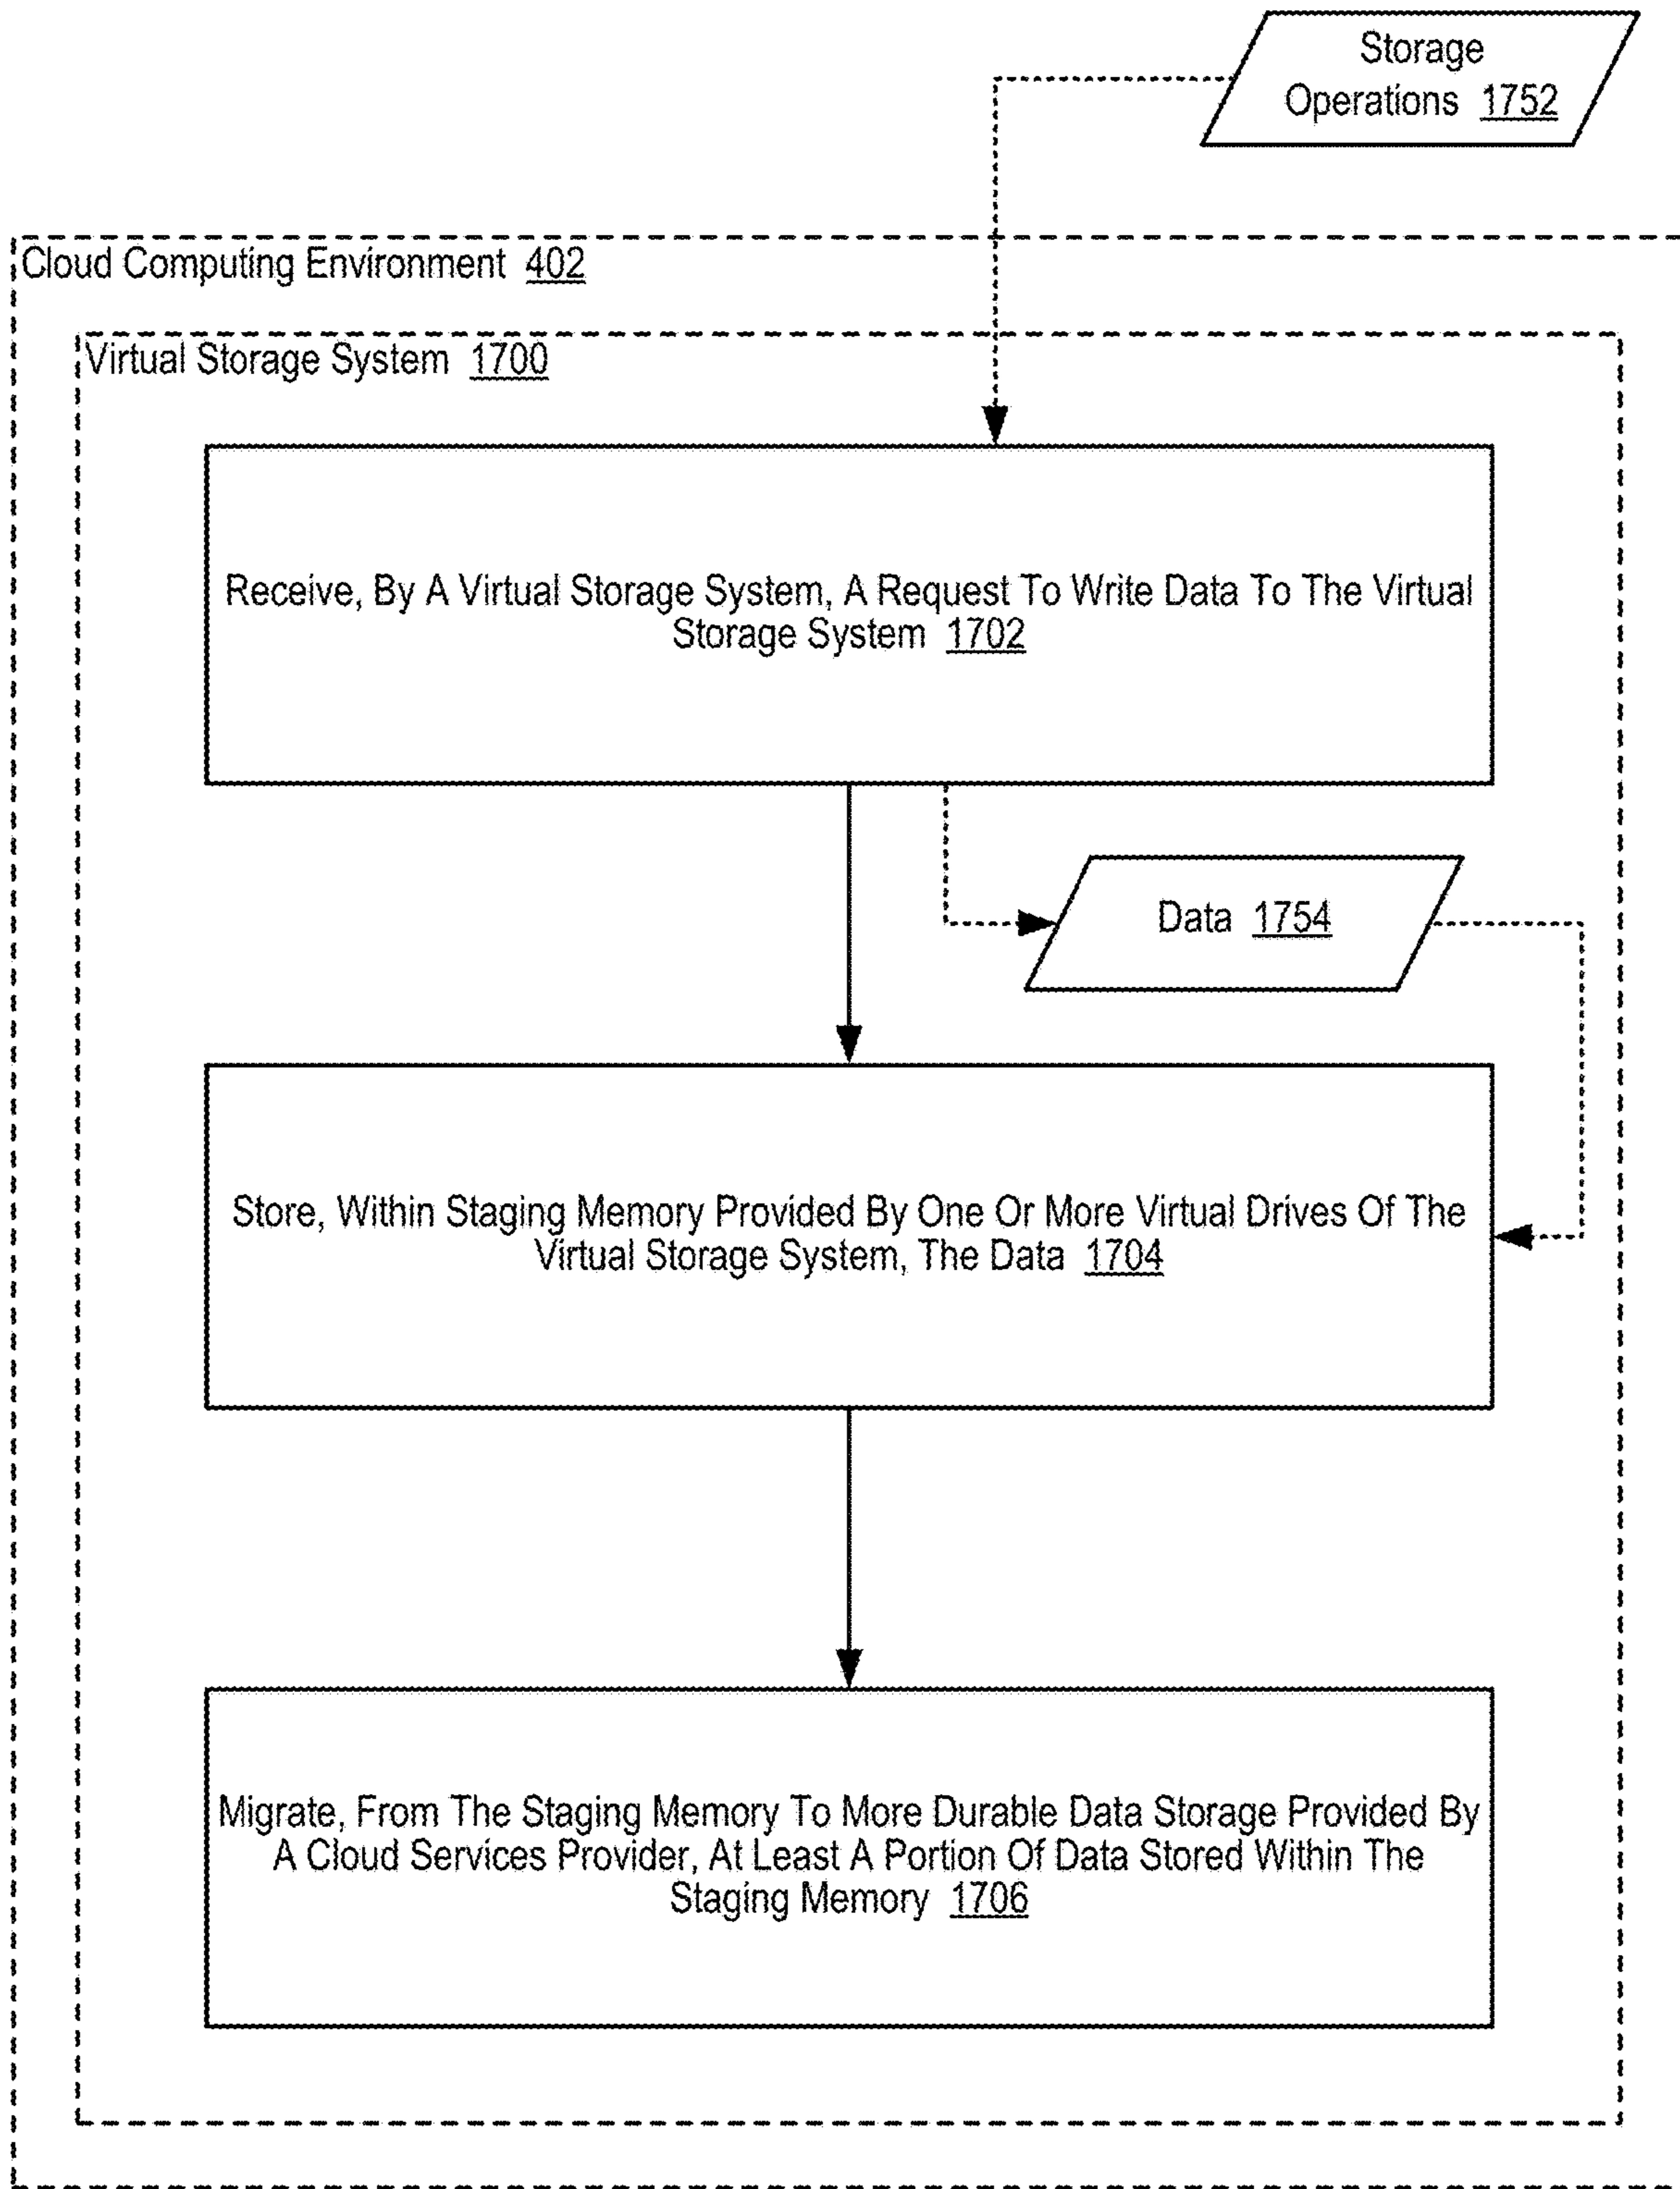 Storage
Operations 1752
Cloud Computing Environment 402
Virtual Storage System 1700
Receive, By A Virtual Storage System, A Request To Write Data To The Virtual
Storage System 1702
Data 1754
Store, Within Staging Memory Provided By One Or More Virtual Drives Of The
Virtual Storage System, The Data 1704
Migrate, From The Staging Memory To More Durable Data Storage Provided By
A Cloud Services Provider, At Least A Portion Of Data Stored Within The
Staging Memory 1706